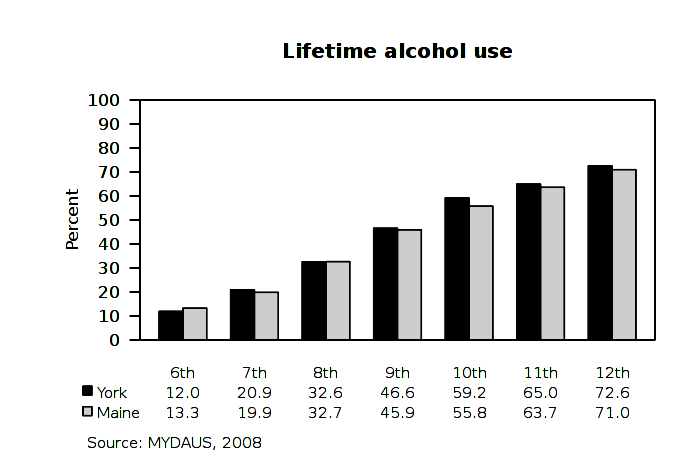 Lifetime alcohol use
100
90
80
70
60
50
40
30
20
10
0
Percent
6th 7th 8th 9th 10th 11th 12th
York 12.0 20.9 32.6 46.6 59.2 65.0 72.6
Maine 13.3 19.9 32.7 45.9 55.8 63.7 71.0
Source: MYDAUS, 2008